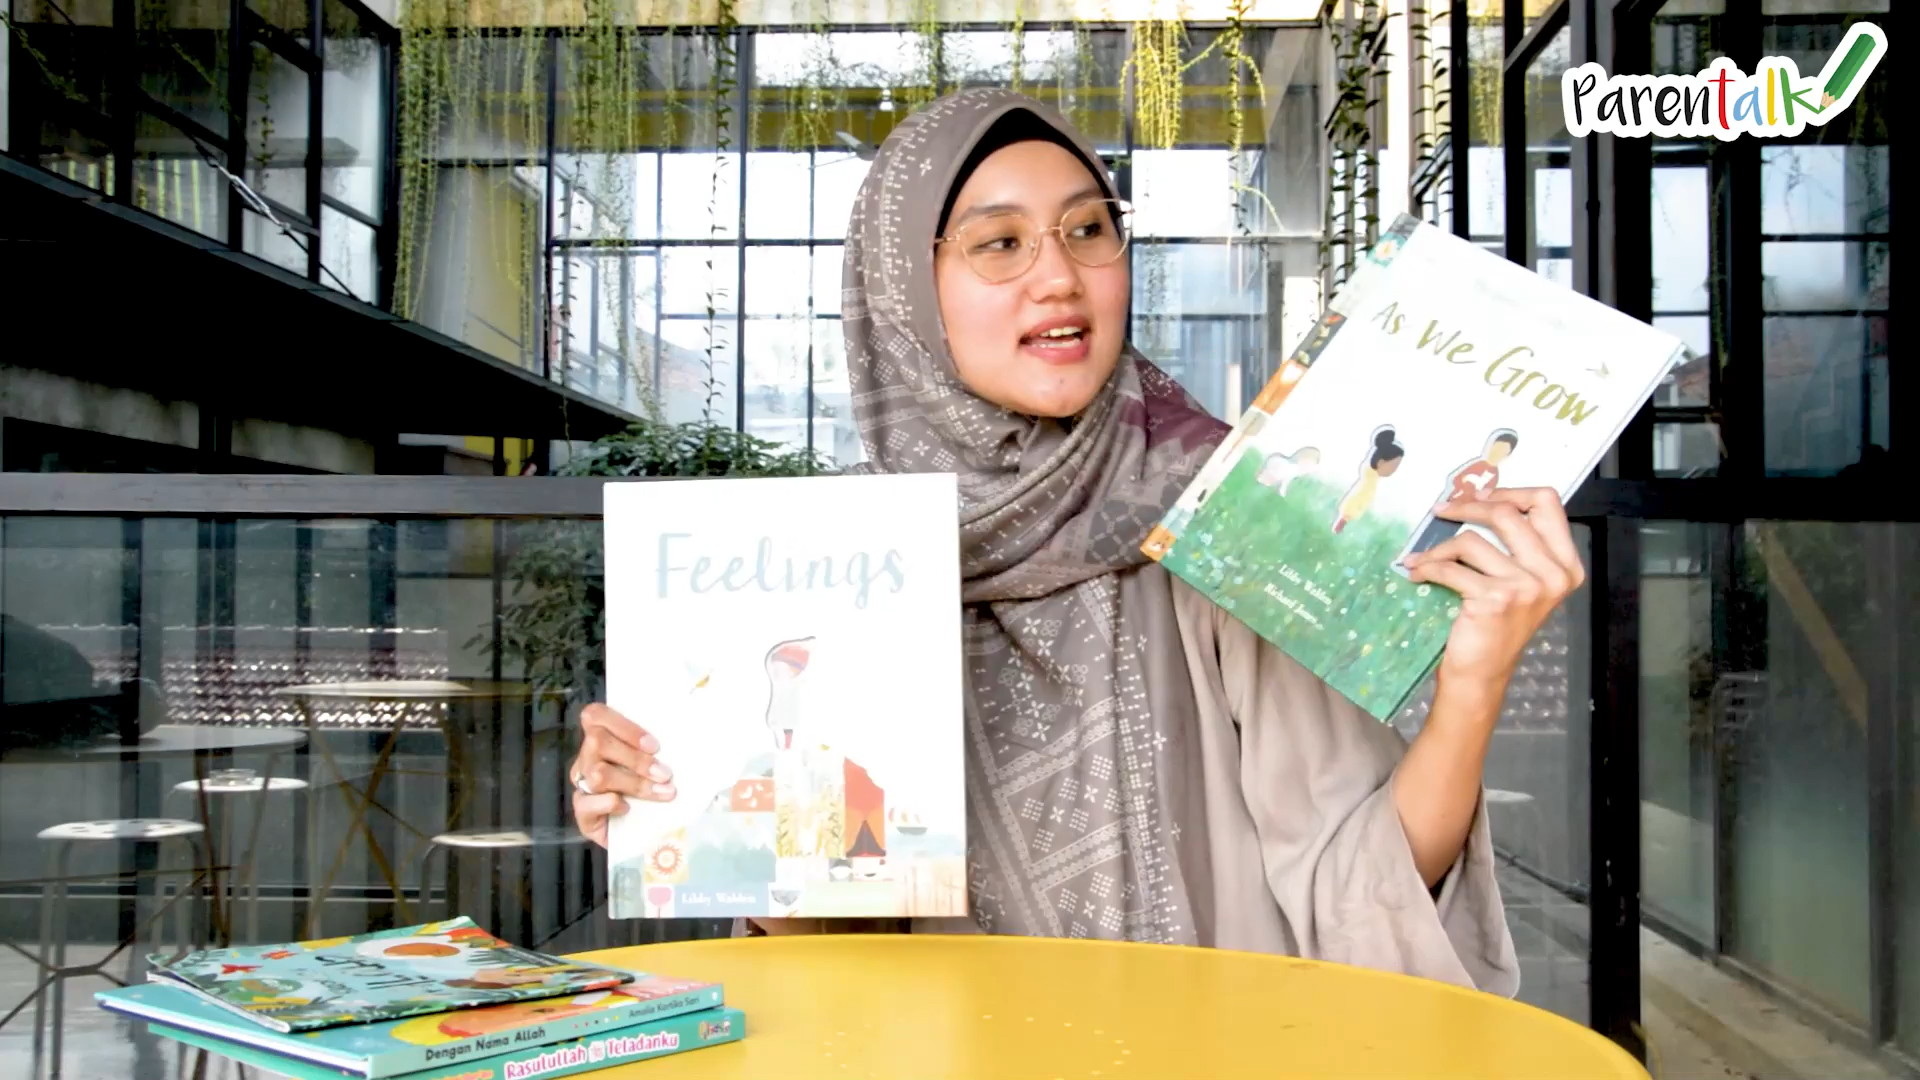 Parentalk
As We Grow
Libby Walden
Richard Jones
Feelings
Libby Walden
Dengan Nama Allah
Amalia Kartika Sari
Rasulullah Teladanku